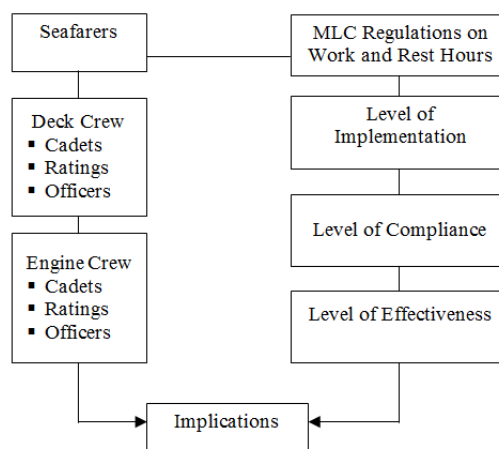 Seafarers
MLC Regulations on
Work and Rest Hours
Deck Crew
▪ Cadets
▪ Ratings
▪ Officers
Level of
Implementation
Level of Compliance
Engine Crew
▪ Cadets
▪ Ratings
▪ Officers
Level of Effectiveness
Implications